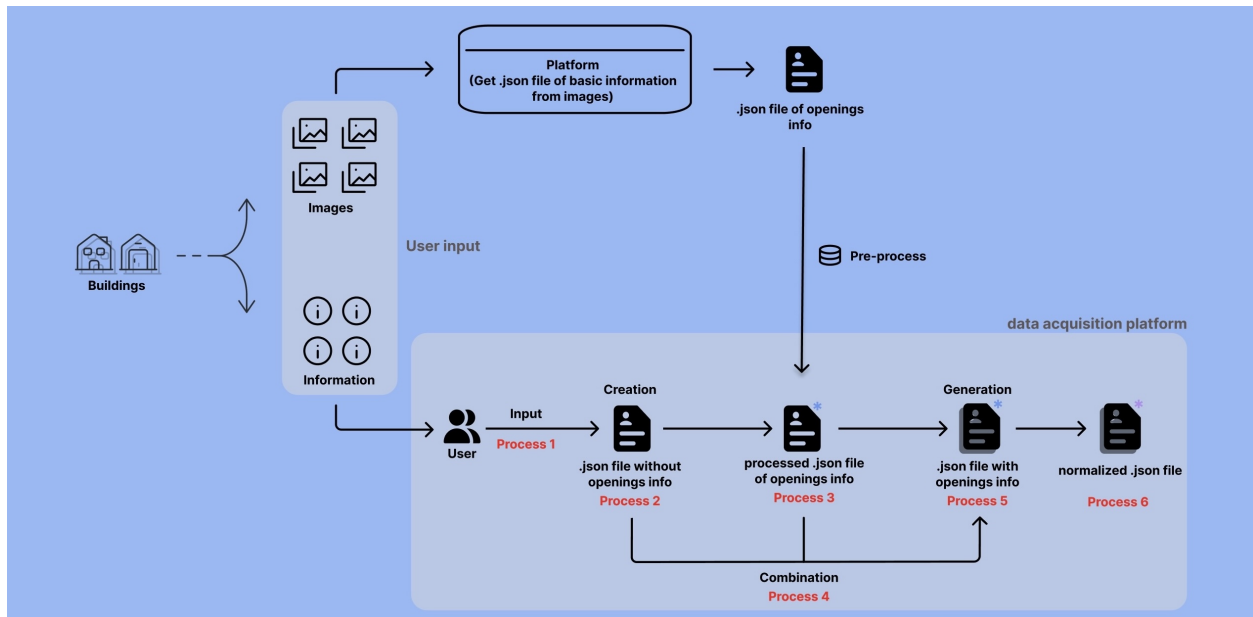 Platform
(Get .json file of basic information
from images)
.json file of openings
info
Images
User input
Buildings
Pre-process
Information
data acquisition platform
Creation
Generation
Input
Process 1
User
.json file without
openings info
Process 2
processed .json file
of openings info
Process 3
.json file with
openings info
Process 5
normalized .json file
Process 6
Combination
Process 4